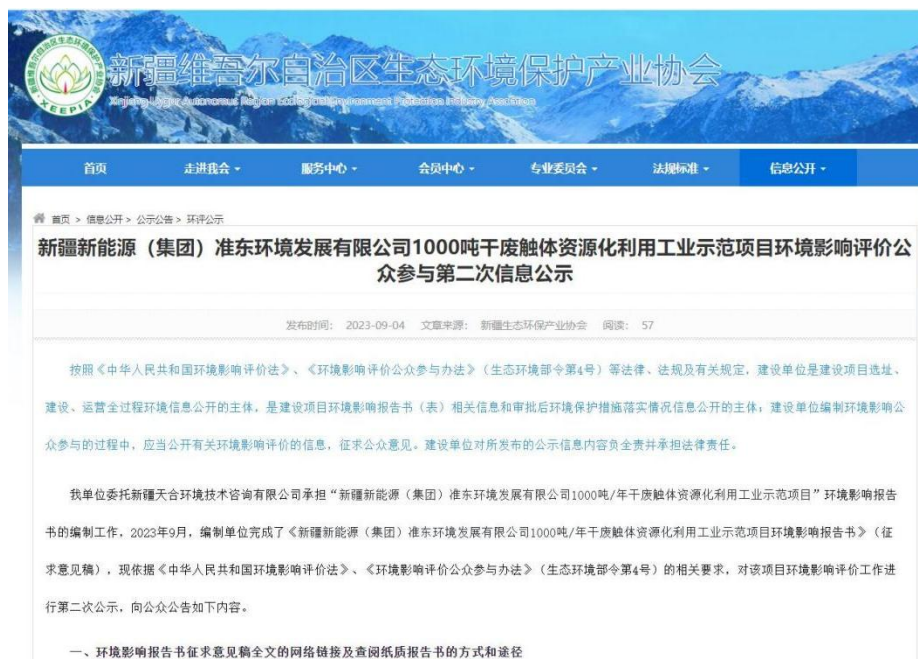 新疆维吾尔自治区生态环境保护产业协会
XEEPIA
首页 走进我会 服务中心 会员中心 专业委员会 法规标准 信息公开
首页 > 信息公开 > 公示公告 > 环评公示
新疆新能源（集团）准东环境发展有限公司1000吨干废触体资源化利用工业示范项目环境影响评价公
众参与第二次信息公示
发布时间： 2023-09-04 文章来源： 新疆生态环保产业协会 阅读： 57
按照《中华人民共和国环境影响评价法》、《环境影响评价公众参与办法》（生态环境部令第4号）等法律、法规及有关规定，建设单位是建设项目选址、
建设、运营全过程环境信息公开的主体，是建设项目环境影响报告书（表）相关信息和审批后环境保护措施落实情况信息公开的主体；建设单位编制环境影响公
众参与的过程中，应当公开有关环境影响评价的信息，征求公众意见。建设单位对所发布的公示信息内容负全责并承担法律责任。
我单位委托新疆天合环境技术咨询有限公司承担“新疆新能源（集团）准东环境发展有限公司1000吨/年干废触体资源化利用工业示范项目”环境影响报告
书的编制工作，2023年9月，编制单位完成了《新疆新能源（集团）准东环境发展有限公司1000吨/年干废触体资源化利用工业示范项目环境影响报告书》（征
求意见稿），现依据《中华人民共和国环境影响评价法》、《环境影响评价公众参与办法》（生态环境部令第4号）的相关要求，对该项目环境影响评价工作进
行第二次公示，向公众公告如下内容。
一、环境影响报告书征求意见稿全文的网络链接及查阅纸质报告书的方式和途径